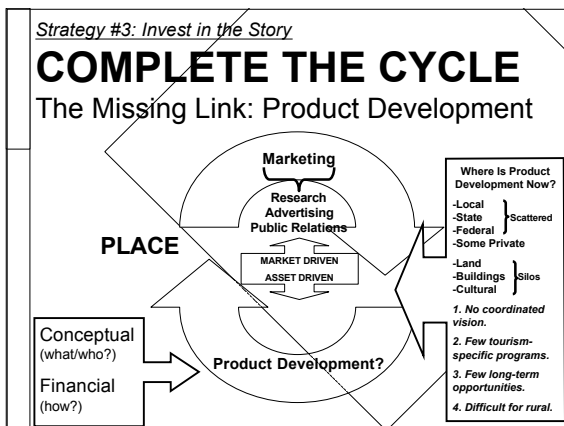 Strategy #3: Invest in the Story
COMPLETE THE CYCLE
The Missing Link: Product Development
Marketing
Research
Advertising
Public Relations
PLACE
MARKET DRIVEN
ASSET DRIVEN
Product Development?
Conceptual
(what/who?)
Financial
(how?)
Where Is Product
Development Now?
-Local
-State
-Federal
Scattered
-Some Private
-Land
-Buildings
-Cultural
Silos
1. No coordinated
vision.
2. Few tourism-
specific programs.
3. Few long-term
opportunities.
4. Difficult for rural.